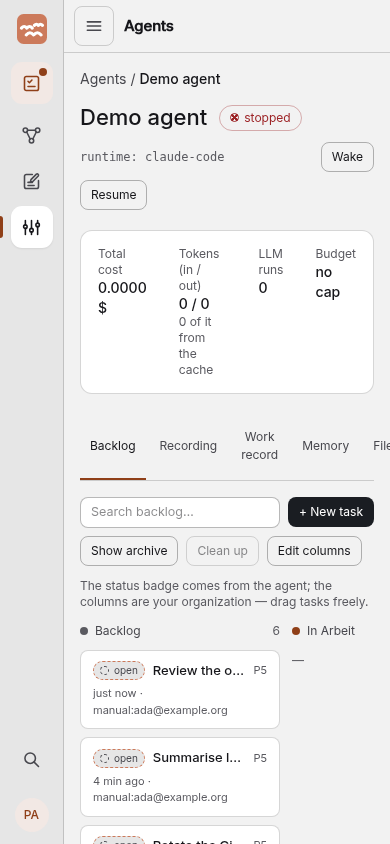 Agents
Agents / Demo agent
Demo agent
stopped
runtime: claude-code
Wake
Resume
Total
cost
0.0000
$
Tokens
(in /
out)
0 / 0
0 of it
from
the
cache
LLM
runs
0
Budget
no
cap
Backlog
Recording
Work
record
Memory
Search backlog...
+ New task
Show archive
Clean up
Edit columns
The status badge comes from the agent; the
columns are your organization — drag tasks freely.
Backlog 6
open Review the o... P5
just now ·
manual:ada@example.org
open Summarise l... P5
4 min ago ·
manual:ada@example.org
In Arbeit
—
PA